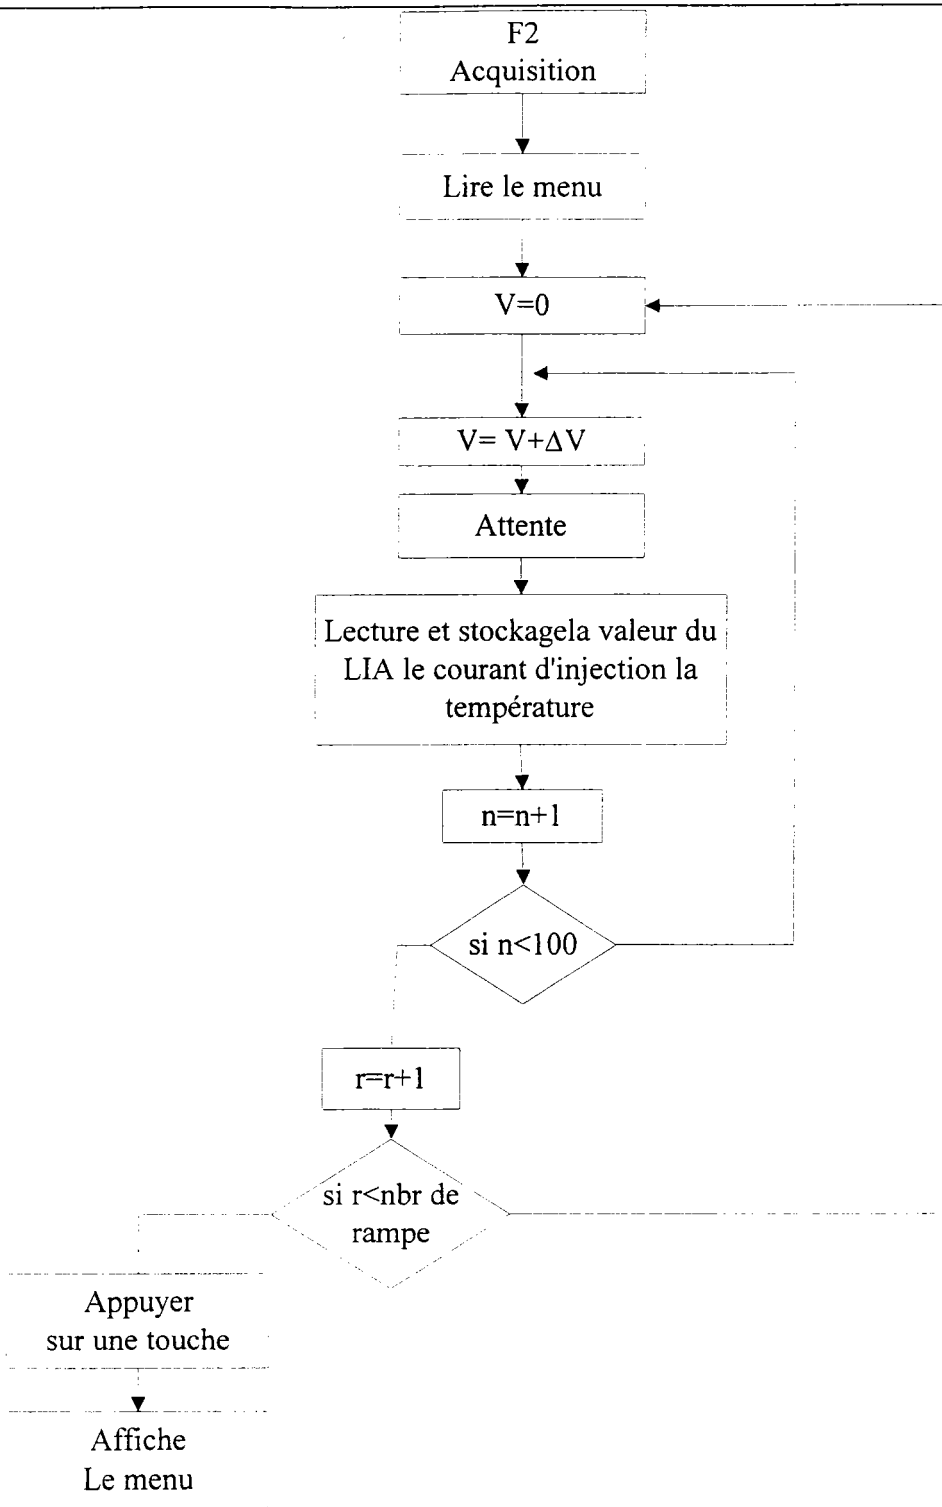 F2
Acquisition
Lire le menu
V=0
V= V+ΔV
Attente
Lecture et stockagela valeur du
LIA le courant d'injection la
température
n=n+1
si n<100
r=r+1
si r<nbr de
rampe
Appuyer
sur une touche
Affiche
Le menu